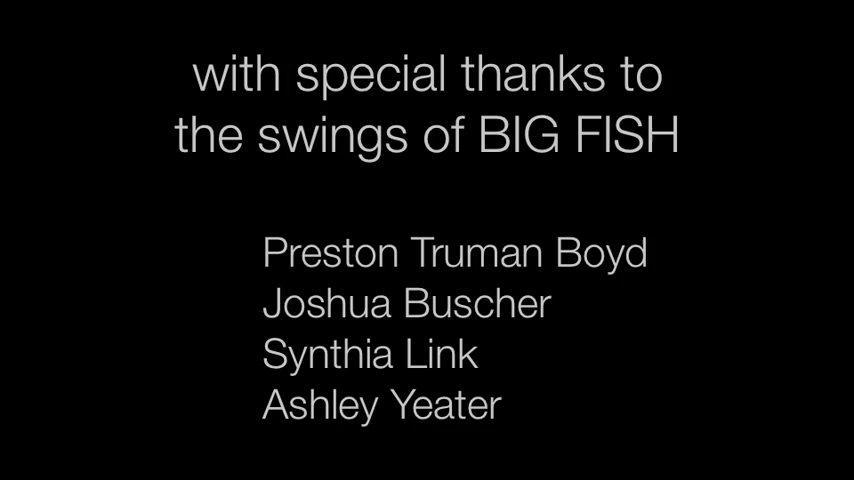 with special thanks to
the swings of BIG FISH
Preston Truman Boyd
Joshua Buscher
Synthia Link
Ashley Yeater